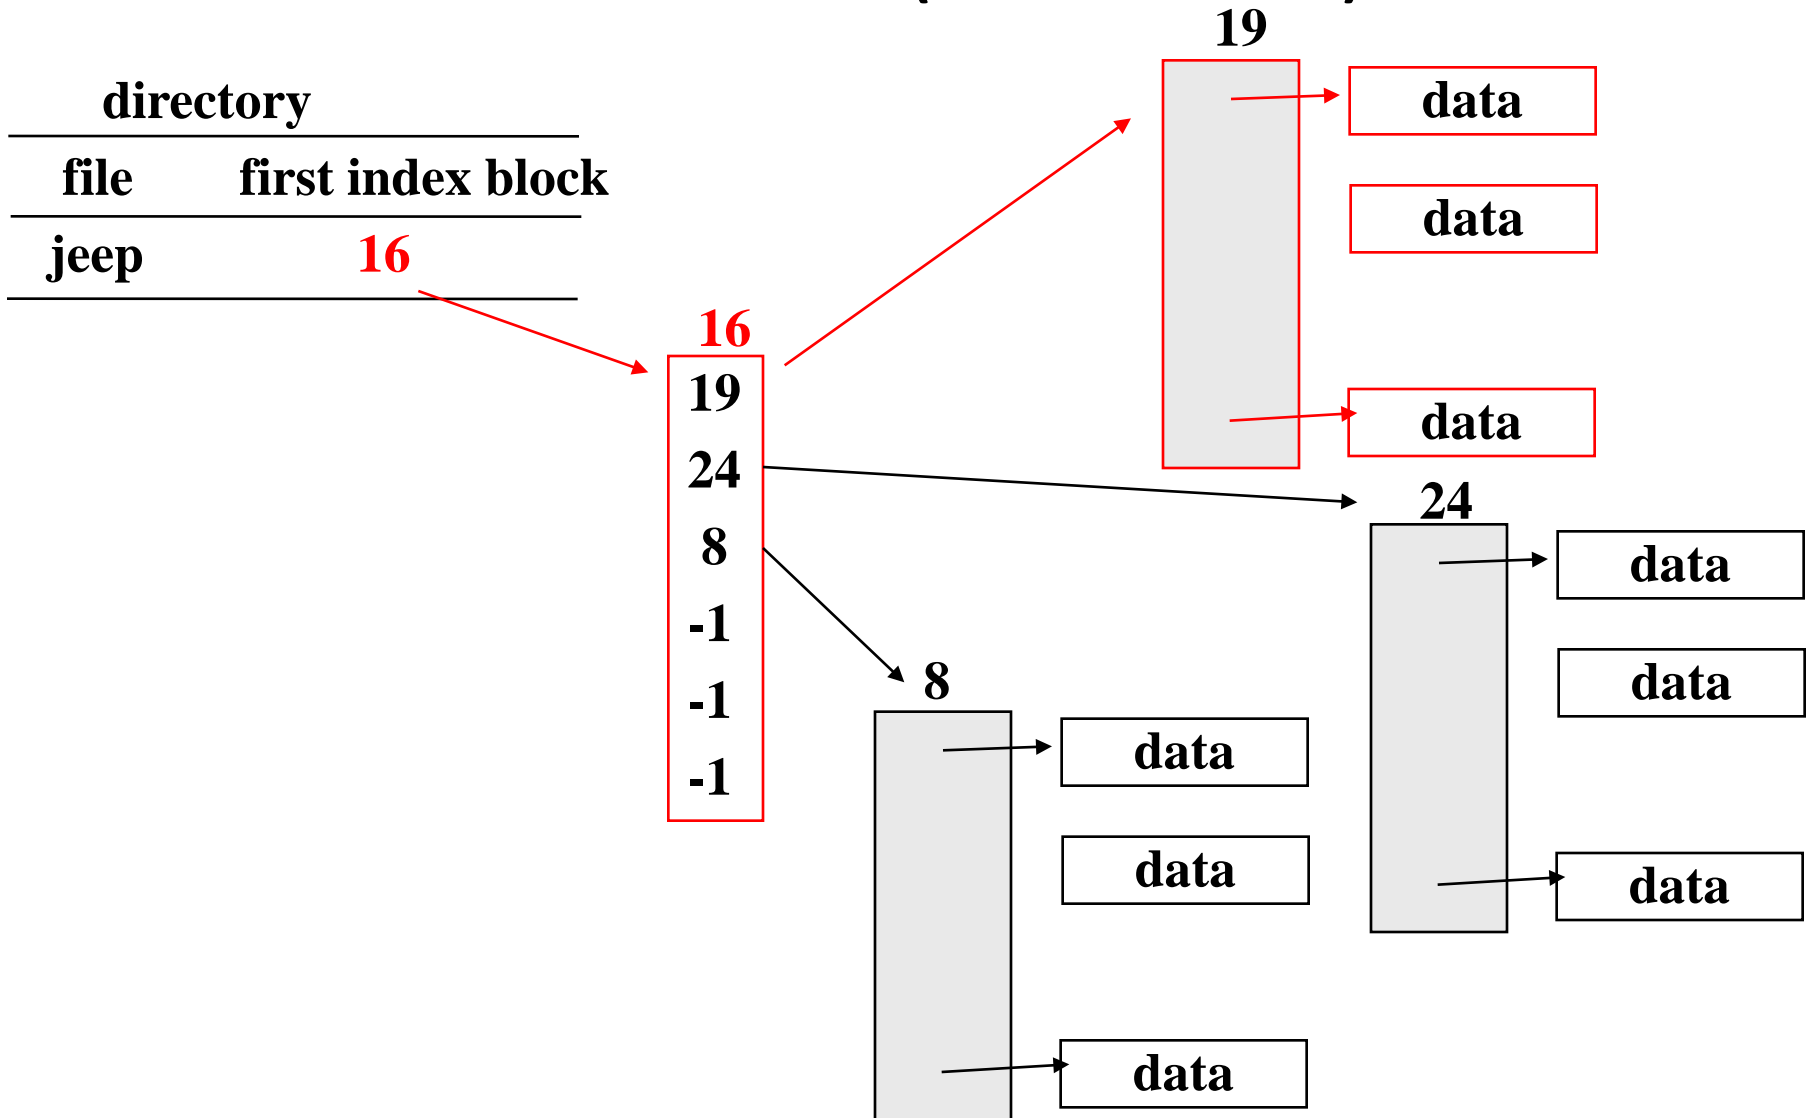 19
directory
file first index block
jeep 16
data
data
data
16
19
24
8
-1
-1
-1
24
data
data
data
8
data
data
data